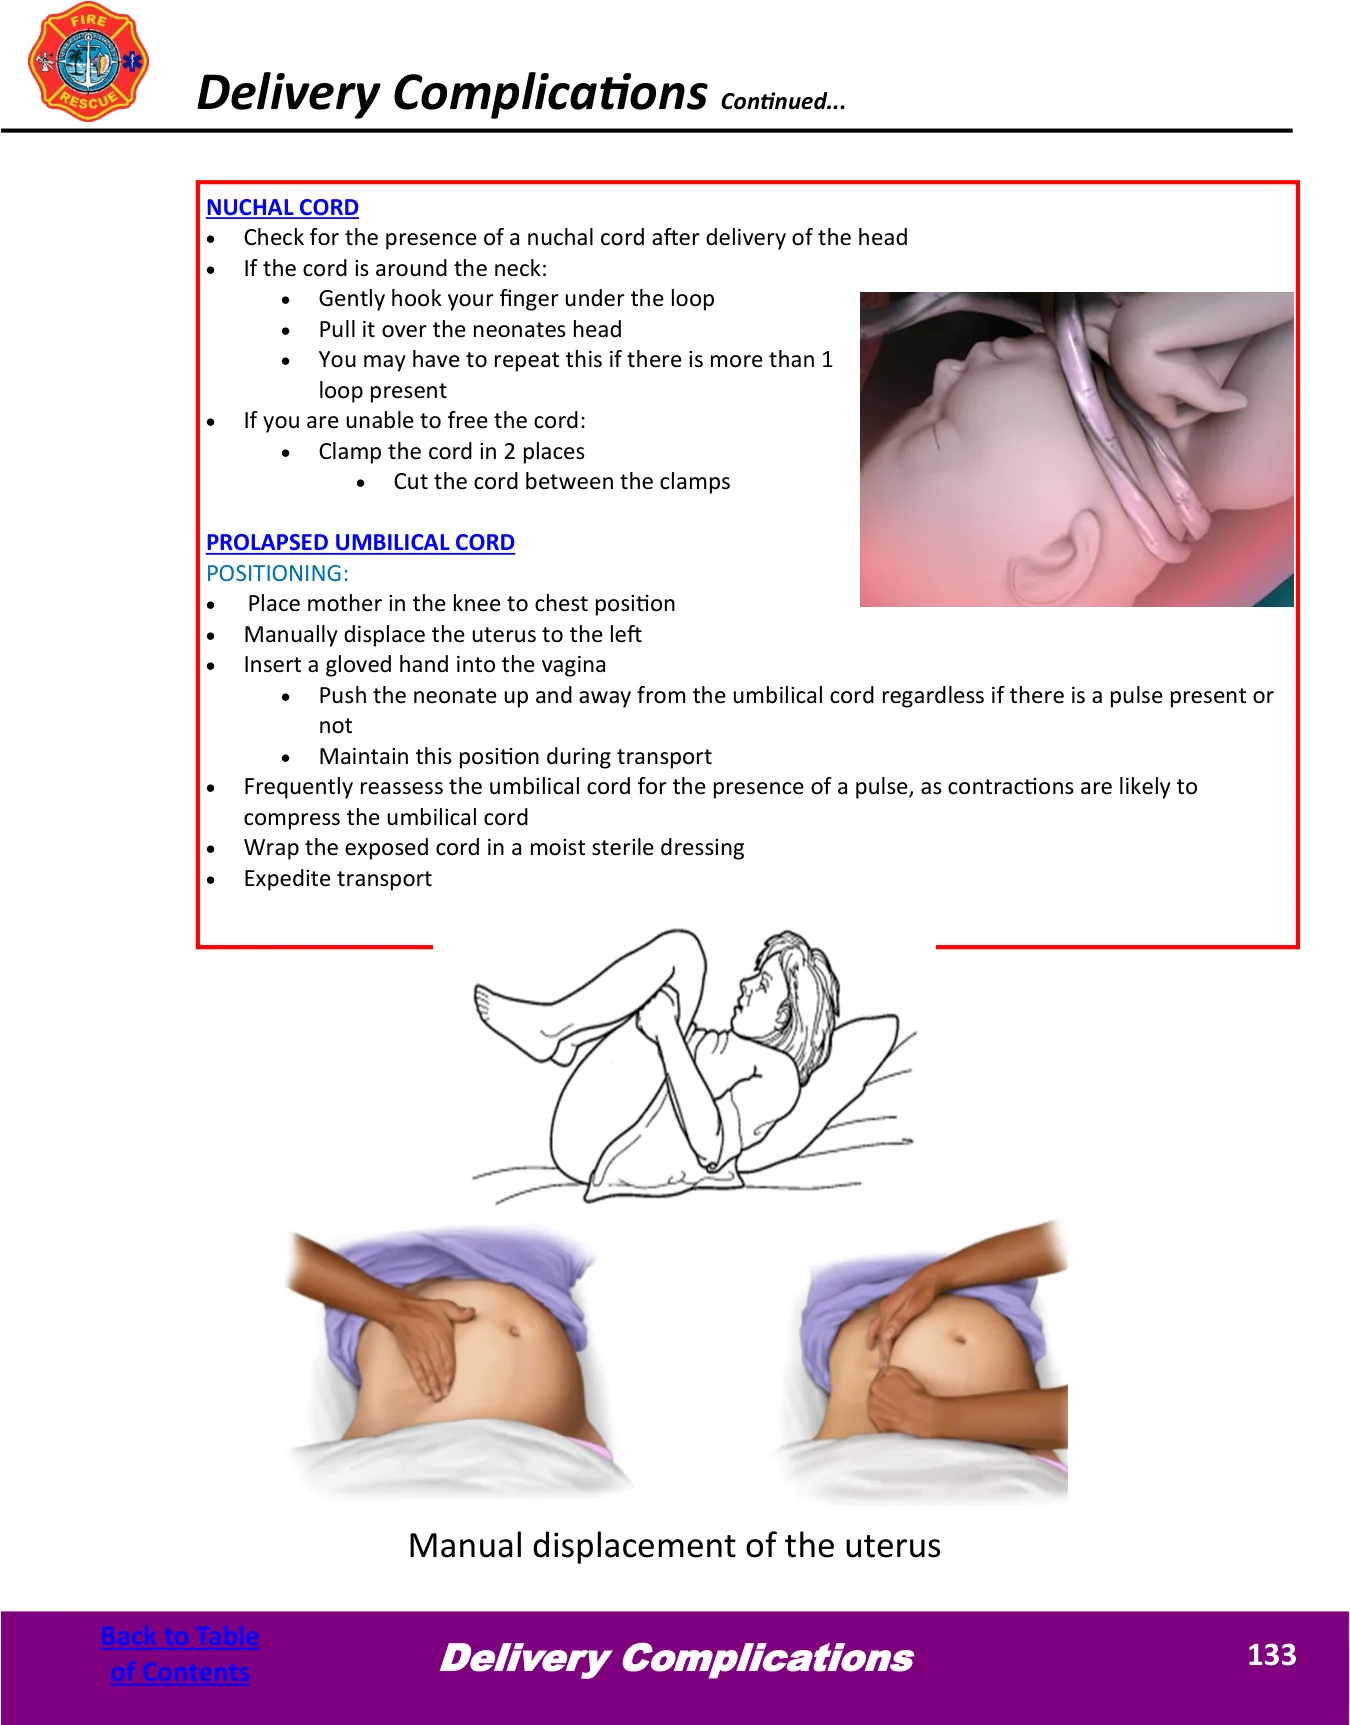 FIRE
RESCUE
Delivery Complications Continued...
NUCHAL CORD
• Check for the presence of a nuchal cord after delivery of the head
• If the cord is around the neck:
• Gently hook your finger under the loop
• Pull it over the neonates head
• You may have to repeat this if there is more than 1
loop present
• If you are unable to free the cord:
• Clamp the cord in 2 places
• Cut the cord between the clamps
PROLAPSED UMBILICAL CORD
POSITIONING:
• Place mother in the knee to chest position
• Manually displace the uterus to the left
• Insert a gloved hand into the vagina
• Push the neonate up and away from the umbilical cord regardless if there is a pulse present or
not
• Maintain this position during transport
• Frequently reassess the umbilical cord for the presence of a pulse, as contractions are likely to
compress the umbilical cord
• Wrap the exposed cord in a moist sterile dressing
• Expedite transport
Manual displacement of the uterus
Back to Table
of Contents
Delivery Complications
133